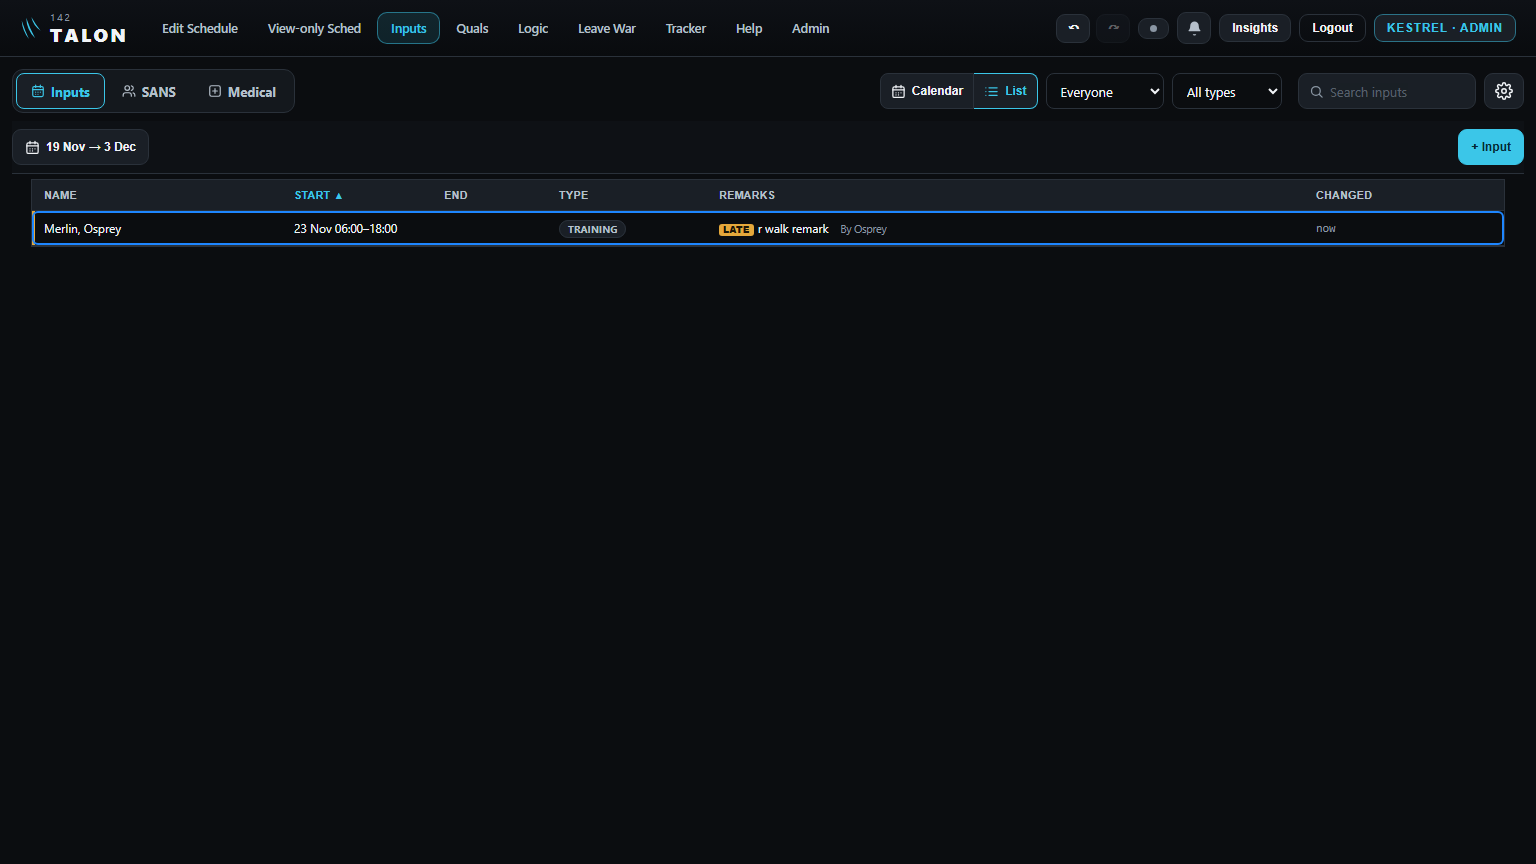 142
TALON
Edit Schedule
View-only Sched
Inputs
Quals
Logic
Leave War
Tracker
Help
Admin
Insights
Logout
KESTREL · ADMIN
Inputs
SANS
Medical
Calendar
List
Everyone
All types
Search inputs
19 Nov → 3 Dec
+ Input
NAME START ▲ END TYPE REMARKS CHANGED
Merlin, Osprey 23 Nov 06:00–18:00 TRAINING LATE r walk remark By Osprey now